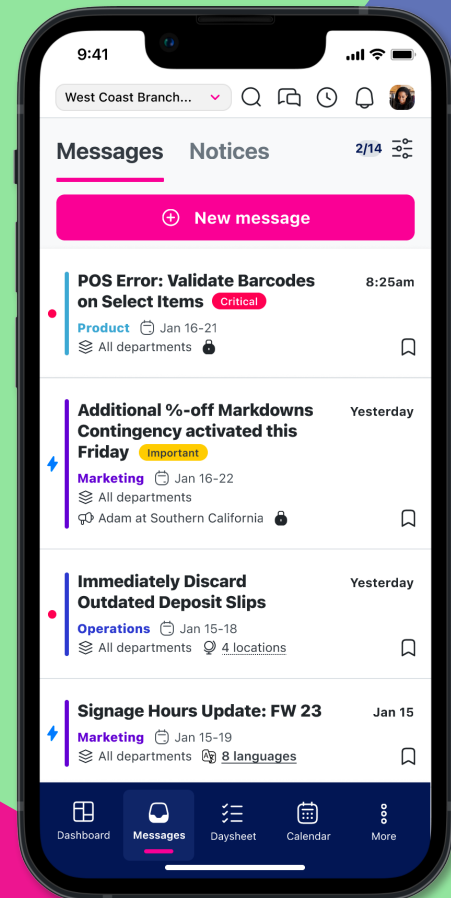 9:41
West Coast Branch...
Messages Notices 2/14
New message
POS Error: Validate Barcodes 8:25am
on Select Items Critical
Product Jan 16-21
All departments
Additional %-off Markdowns Yesterday
Contingency activated this
Friday Important
Marketing Jan 16-22
All departments
Adam at Southern California
Immediately Discard Yesterday
Outdated Deposit Slips
Operations Jan 15-18
All departments 4 locations
Signage Hours Update: FW 23 Jan 15
Marketing Jan 15-19
All departments 8 languages
Dashboard Messages Daysheet Calendar More